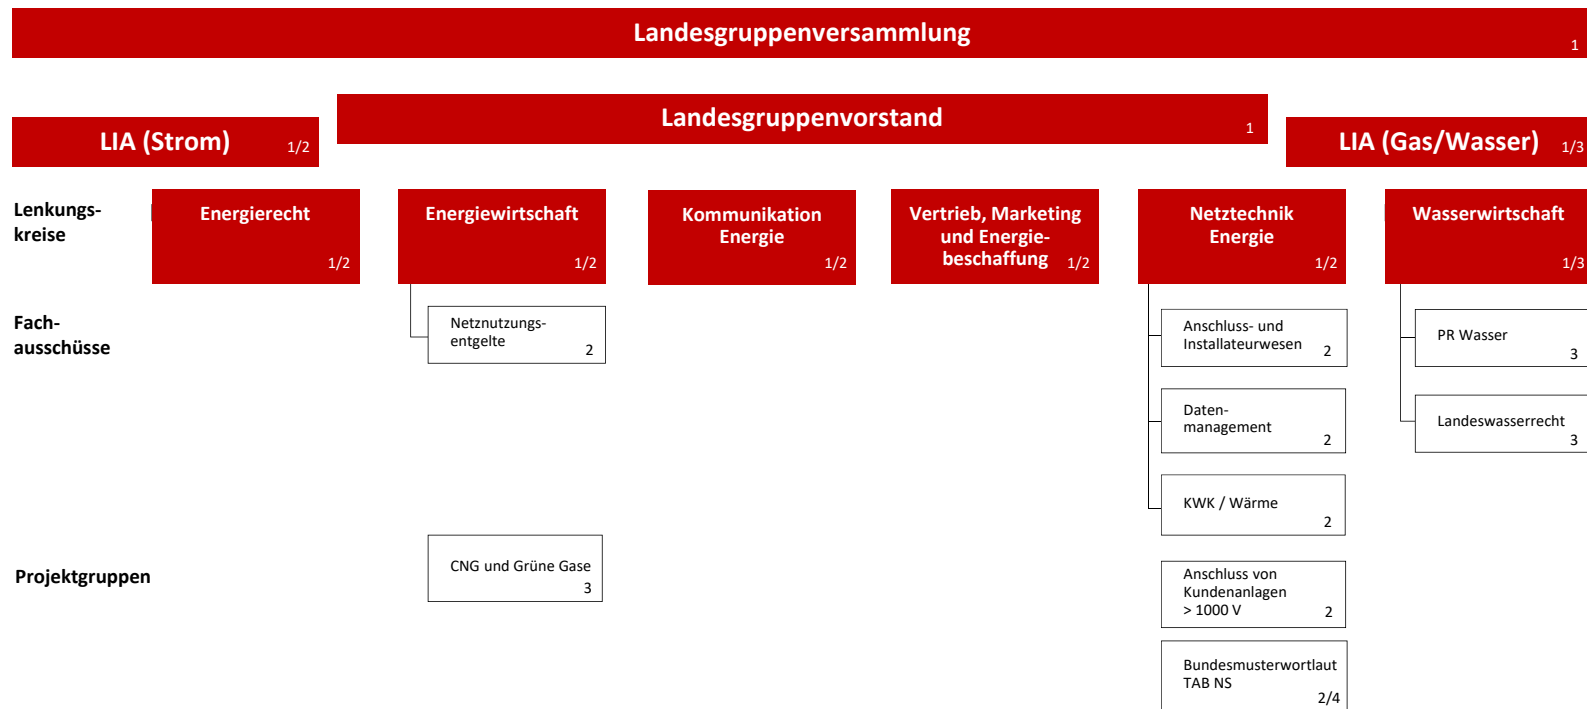 Landesgruppenversammlung
1
Landesgruppenvorstand
1
LIA (Strom)
1/2
LIA (Gas/Wasser)
1/3
Lenkungs-
kreise
Energierecht
1/2
Energiewirtschaft
1/2
Kommunikation
Energie
1/2
Vertrieb, Marketing
und Energie-
beschaffung
1/2
Netztechnik
Energie
1/2
Wasserwirtschaft
1/3
Fach-
ausschüsse
Netznutzungs-
entgelte
2
Anschluss- und
Installateurwesen
2
PR Wasser
3
Daten-
management
2
Landeswasserrecht
3
KWK / Wärme
2
Projektgruppen
CNG und Grüne Gase
3
Anschluss von
Kundenanlagen
> 1000 V
2
Bundesmusterwortlaut
TAB NS
2/4